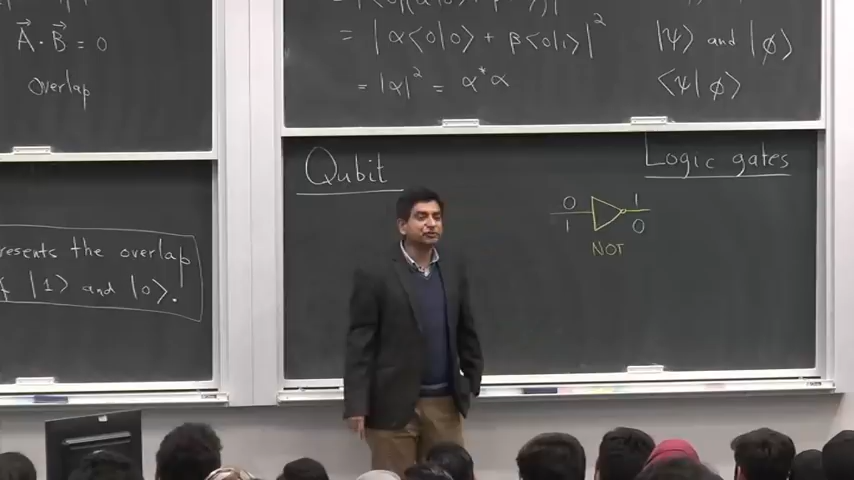 A⃗ · B⃗ = 0
Overlap
resents the overlap
|1> and |0>.
= |α<0|0> + β<0|1>|²
= |α|² = α*α
|ψ> and |ϕ>
<ψ|ϕ>
Qubit
Logic gates
0 1
1 0
NOT